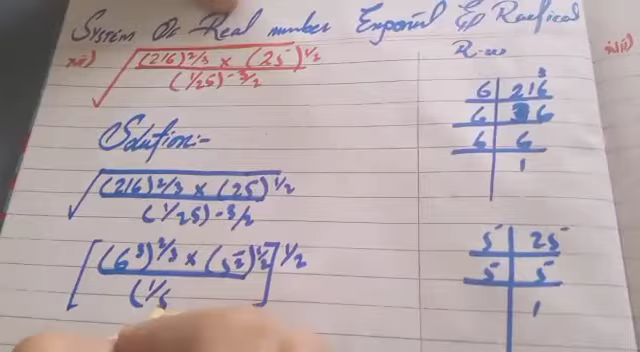 System Of Real number Exponent & Radical
√((216)^2/3 × (25)^1/2 / (1/25)^-3/2)
Solution:-
√((216)^2/3 × (25)^1/2 / (1/25)^-3/2)
[(6^3)^2/3 × (5^2)^1/2 / (1/5]^1/2
R-w
6 | 216
6 | 36
6 | 6
1
5 | 25
5 | 5
1